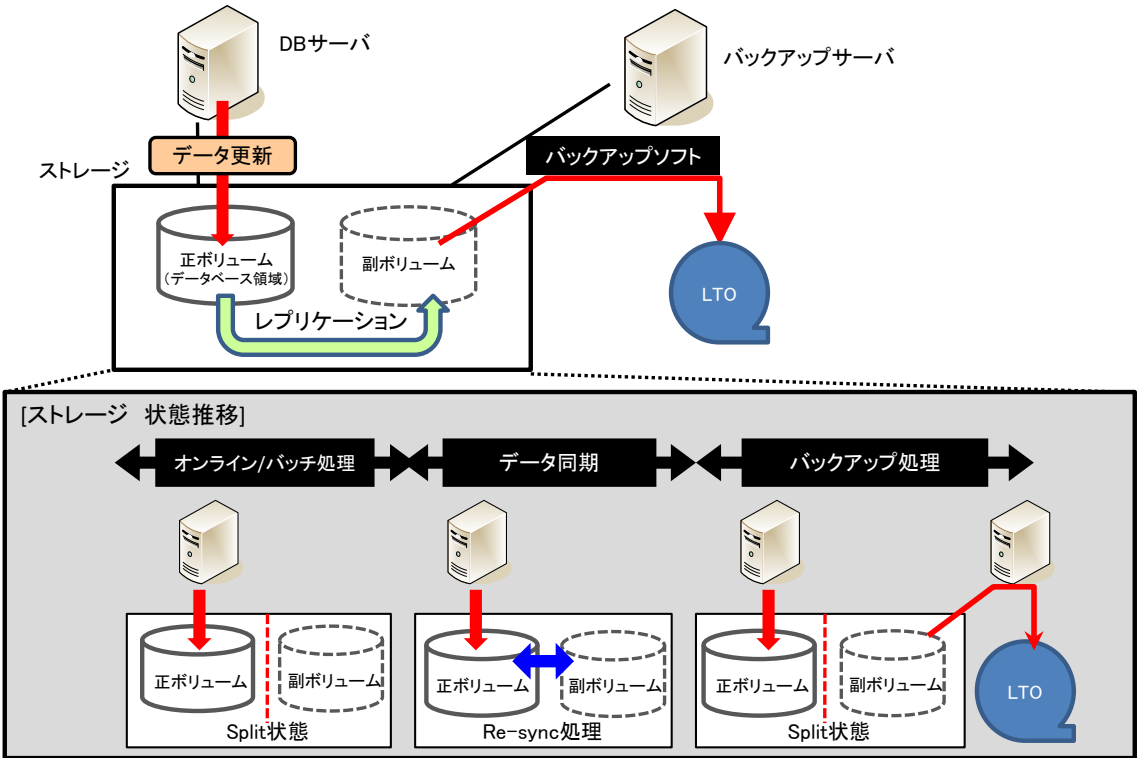 DBサーバ
バックアップサーバ
データ更新
バックアップソフト
ストレージ
正ボリューム
(データベース領域)
副ボリューム
LTO
レプリケーション
[ストレージ 状態推移]
オンライン/バッチ処理
データ同期
バックアップ処理
正ボリューム
副ボリューム
Split状態
正ボリューム
副ボリューム
Re-sync処理
正ボリューム
副ボリューム
Split状態
LTO